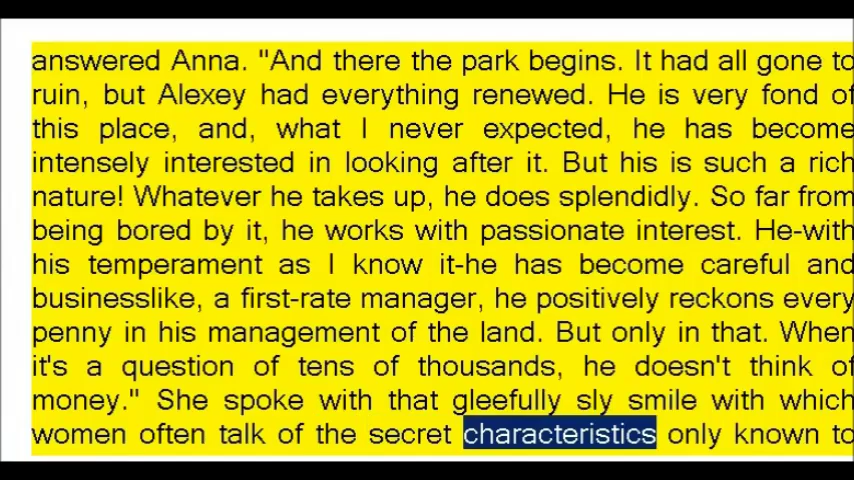 answered Anna. "And there the park begins. It had all gone to
ruin, but Alexey had everything renewed. He is very fond of
this place, and, what I never expected, he has become
intensely interested in looking after it. But his is such a rich
nature! Whatever he takes up, he does splendidly. So far from
being bored by it, he works with passionate interest. He-with
his temperament as I know it-he has become careful and
businesslike, a first-rate manager, he positively reckons every
penny in his management of the land. But only in that. When
it's a question of tens of thousands, he doesn't think of
money." She spoke with that gleefully sly smile with which
women often talk of the secret characteristics only known to